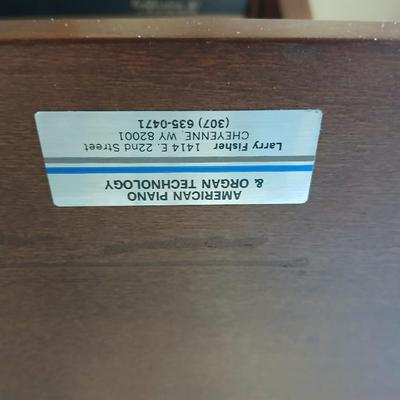 AMERICAN PIANO
& ORGAN TECHNOLOGY
Larry Fisher 1414 E. 22nd Street
CHEYENNE, WY 82001
(307) 635-0471